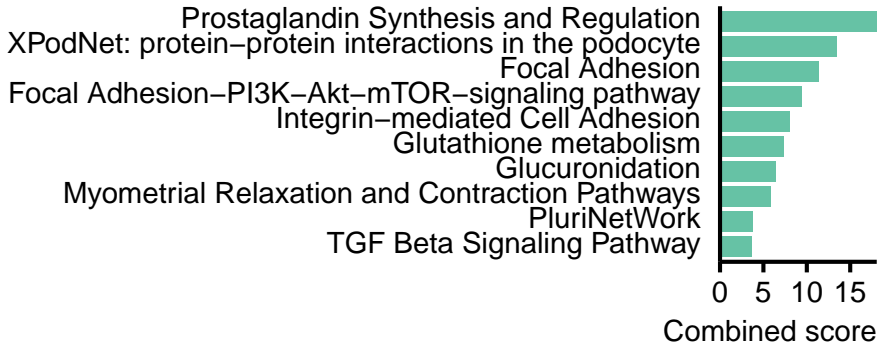 Prostaglandin Synthesis and Regulation
XPodNet: protein−protein interactions in the podocyte
Focal Adhesion
Focal Adhesion−PI3K−Akt−mTOR−signaling pathway
Integrin−mediated Cell Adhesion
Glutathione metabolism
Glucuronidation
Myometrial Relaxation and Contraction Pathways
PluriNetWork
TGF Beta Signaling Pathway
0 5 10 15
Combined score